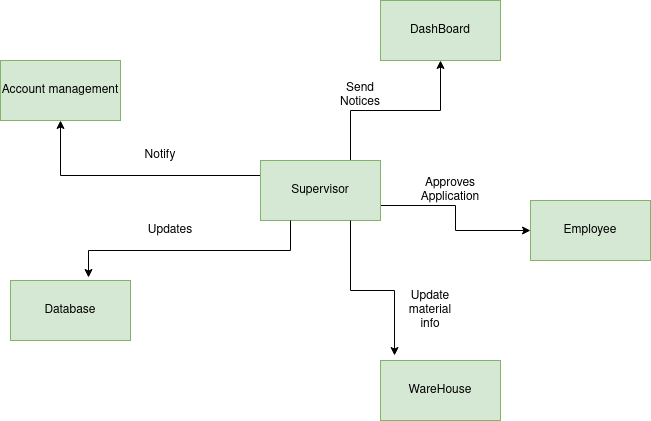 DashBoard
Account management
Send
Notices
Notify
Supervisor
Approves
Application
Employee
Updates
Database
Update
material
info
WareHouse